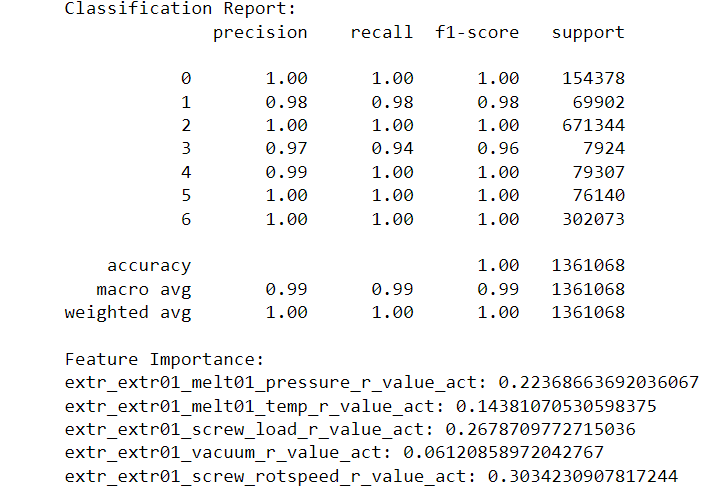 Classification Report:
precision recall f1-score support
0 1.00 1.00 1.00 154378
1 0.98 0.98 0.98 69902
2 1.00 1.00 1.00 671344
3 0.97 0.94 0.96 7924
4 0.99 1.00 1.00 79307
5 1.00 1.00 1.00 76140
6 1.00 1.00 1.00 302073
accuracy 1.00 1361068
macro avg 0.99 0.99 0.99 1361068
weighted avg 1.00 1.00 1.00 1361068
Feature Importance:
extr_extr01_melt01_pressure_r_value_act: 0.22368663692036067
extr_extr01_melt01_temp_r_value_act: 0.14381070530598375
extr_extr01_screw_load_r_value_act: 0.2678709772715036
extr_extr01_vacuum_r_value_act: 0.06120858972042767
extr_extr01_screw_rotspeed_r_value_act: 0.3034230907817244